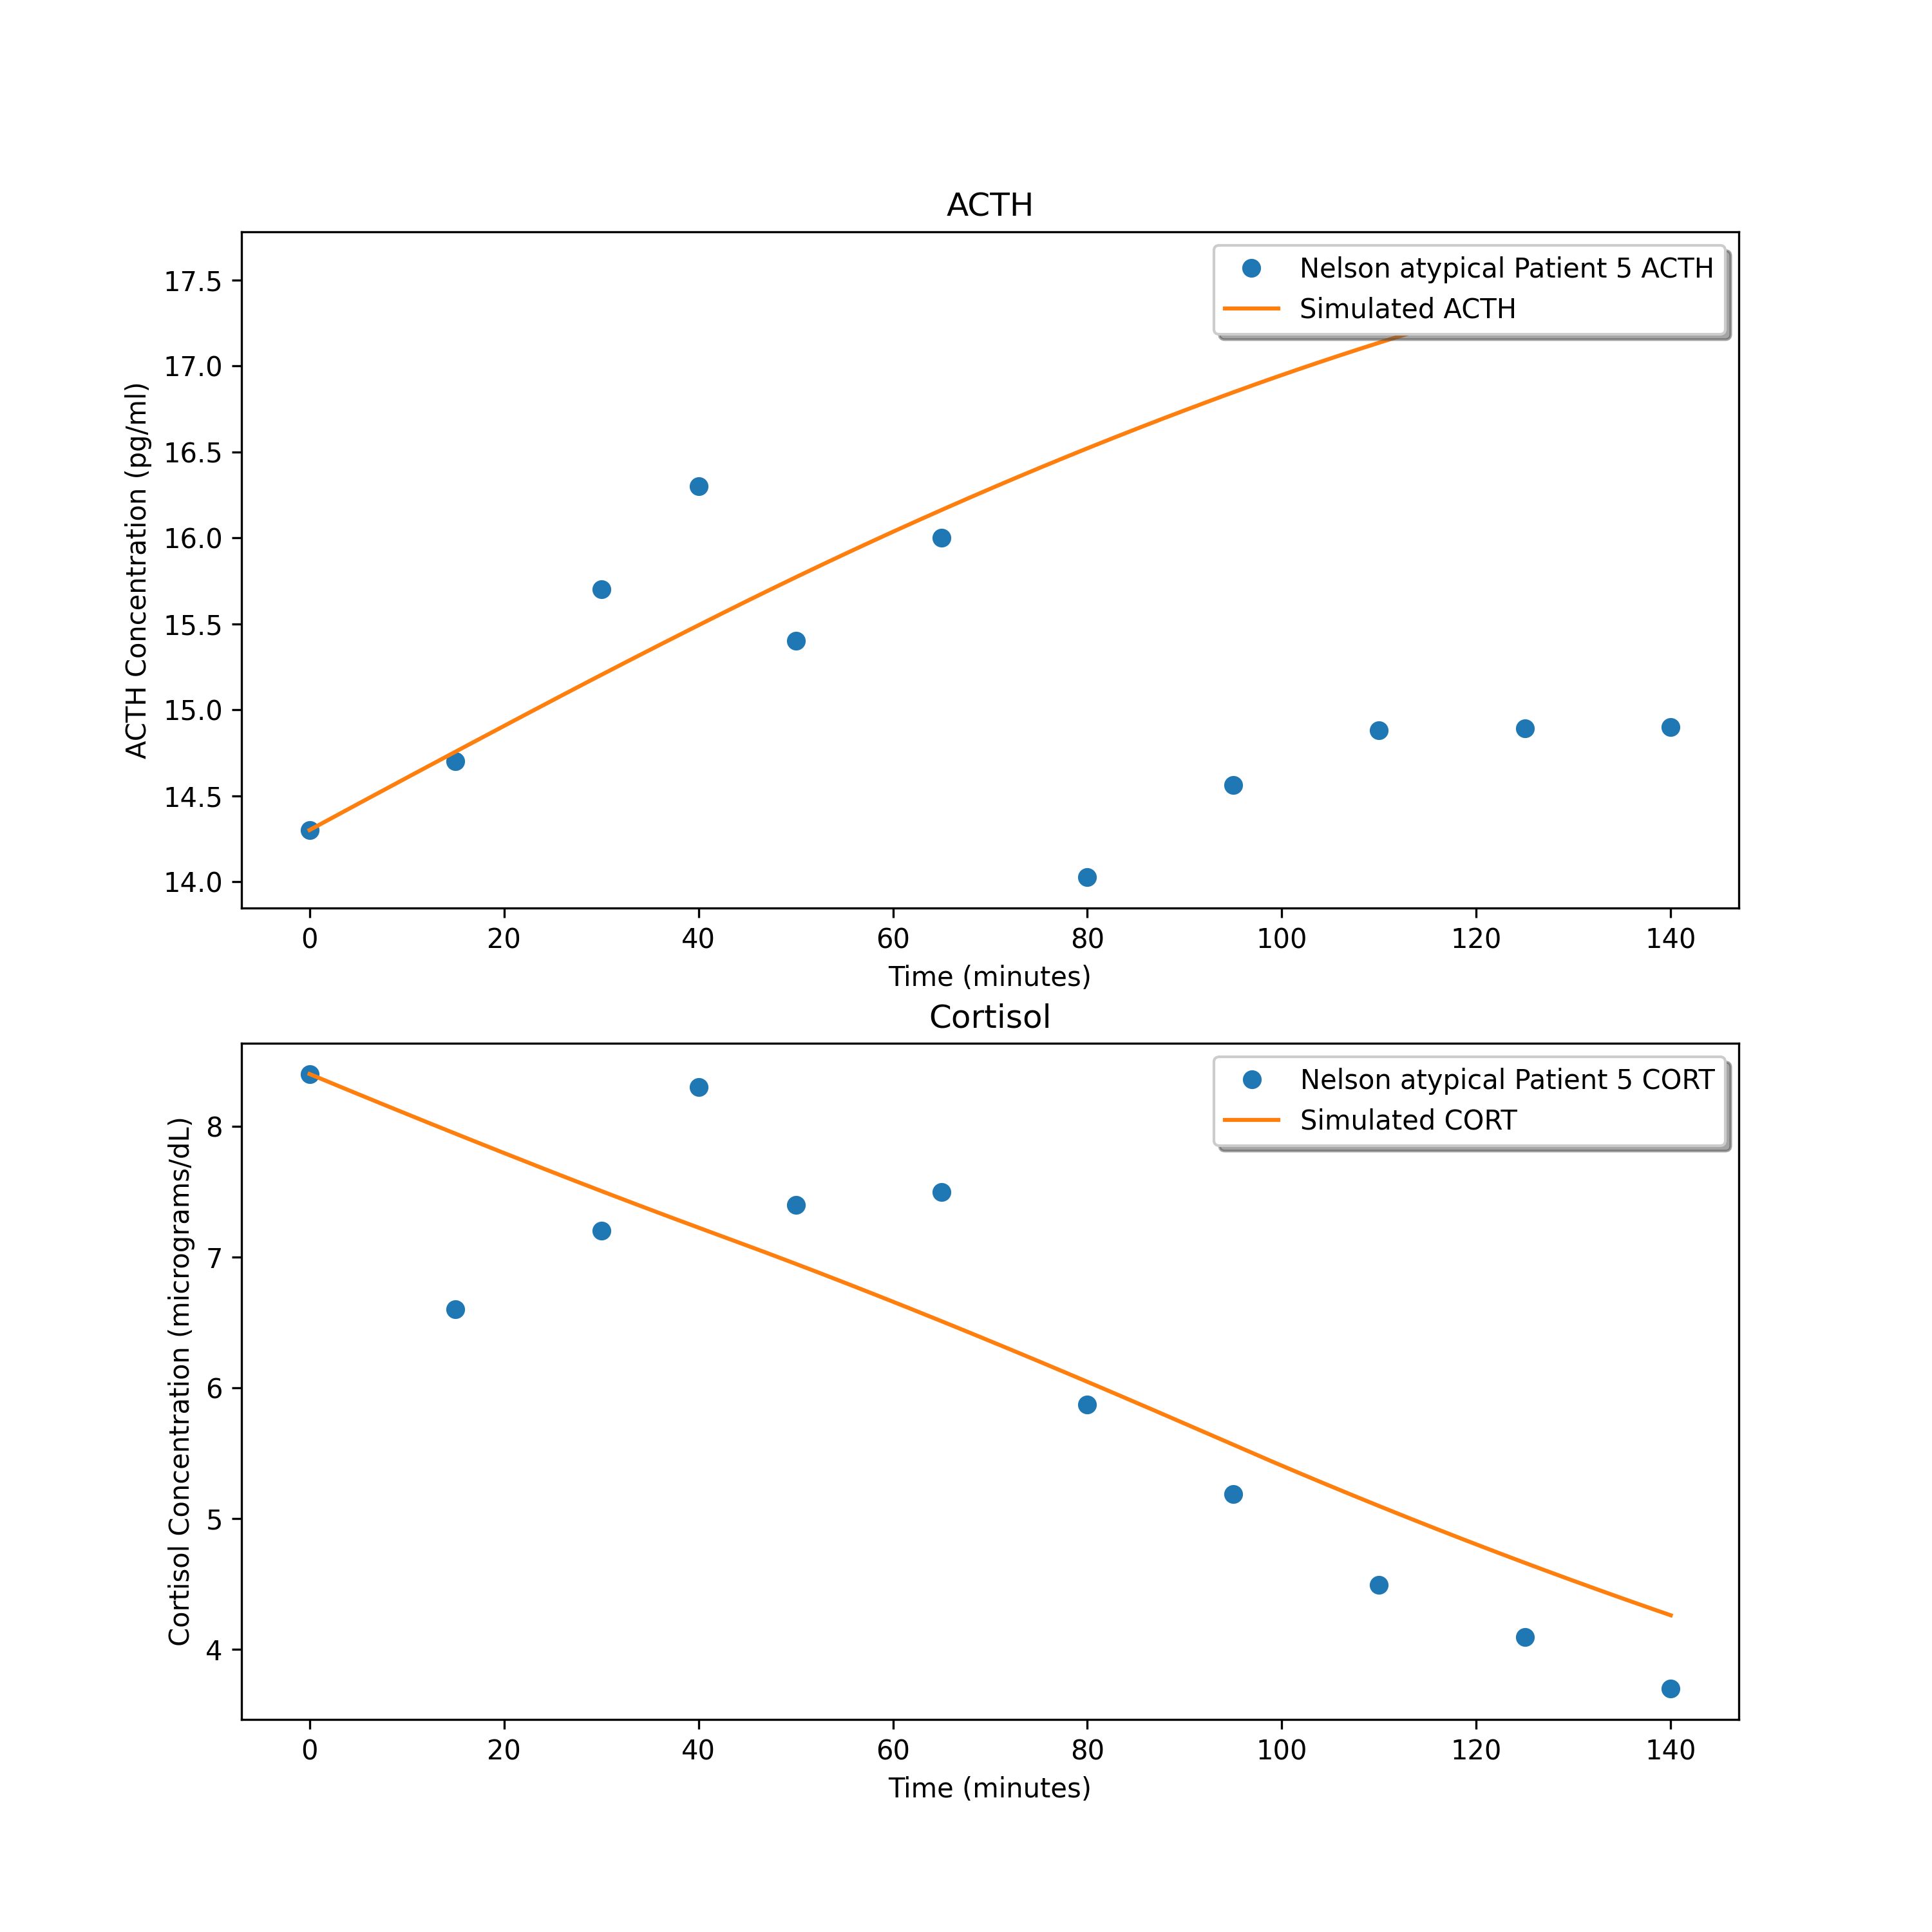 ACTH
Nelson atypical Patient 5 ACTH
Simulated ACTH
17.5
17.0
16.5
16.0
15.5
15.0
14.5
14.0
ACTH Concentration (pg/ml)
0 20 40 60 80 100 120 140
Time (minutes)
Cortisol
Nelson atypical Patient 5 CORT
Simulated CORT
8
7
6
5
4
Cortisol Concentration (micrograms/dL)
0 20 40 60 80 100 120 140
Time (minutes)